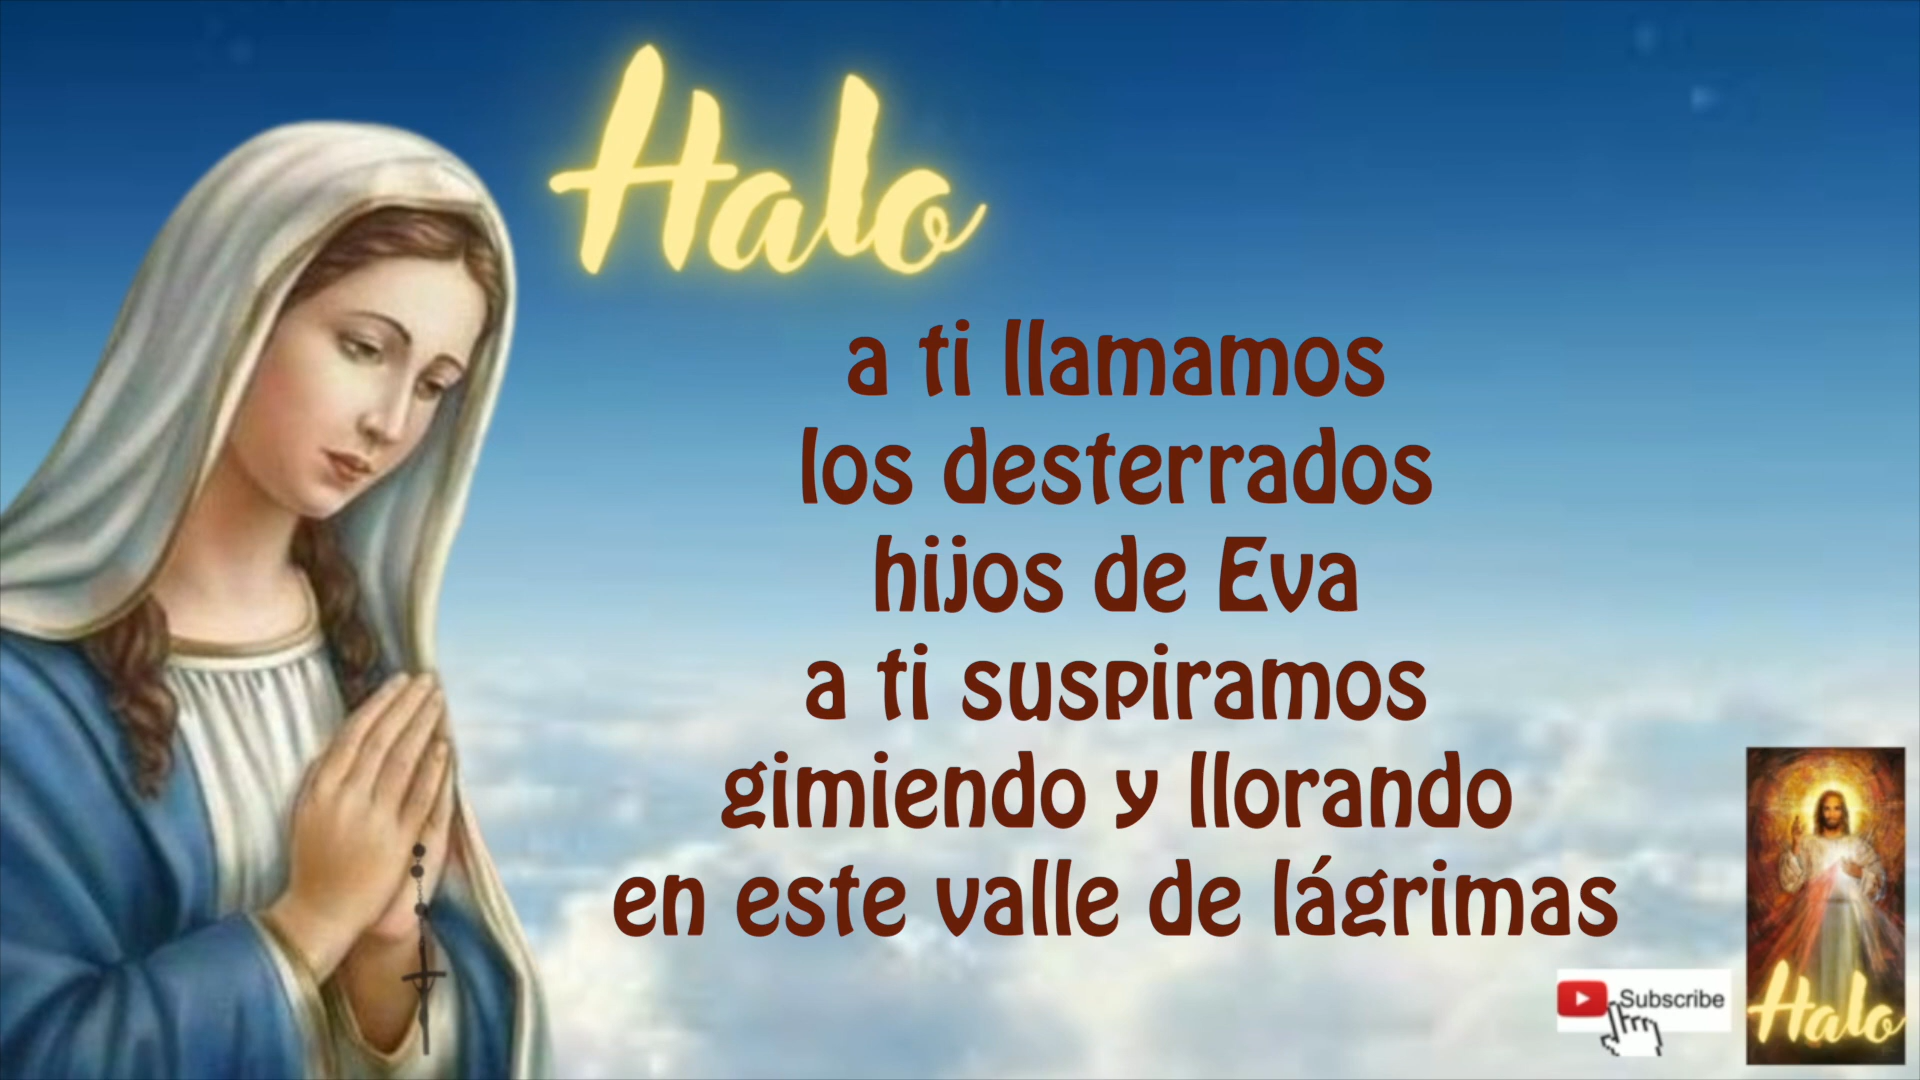 Halo
a ti llamamos
los desterrados
hijos de Eva
a ti suspiramos
gimiendo y llorando
en este valle de lágrimas
Subscribe
Halo